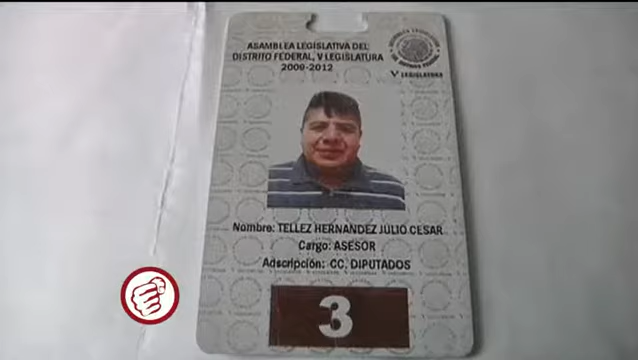 ASAMBLEA LEGISLATIVA DEL
DISTRITO FEDERAL, V LEGISLATURA
2009-2012
V LEGISLATURA
Nombre: TELLEZ HERNANDEZ JULIO CESAR
Cargo: ASESOR
Adscripción: CC. DIPUTADOS
3